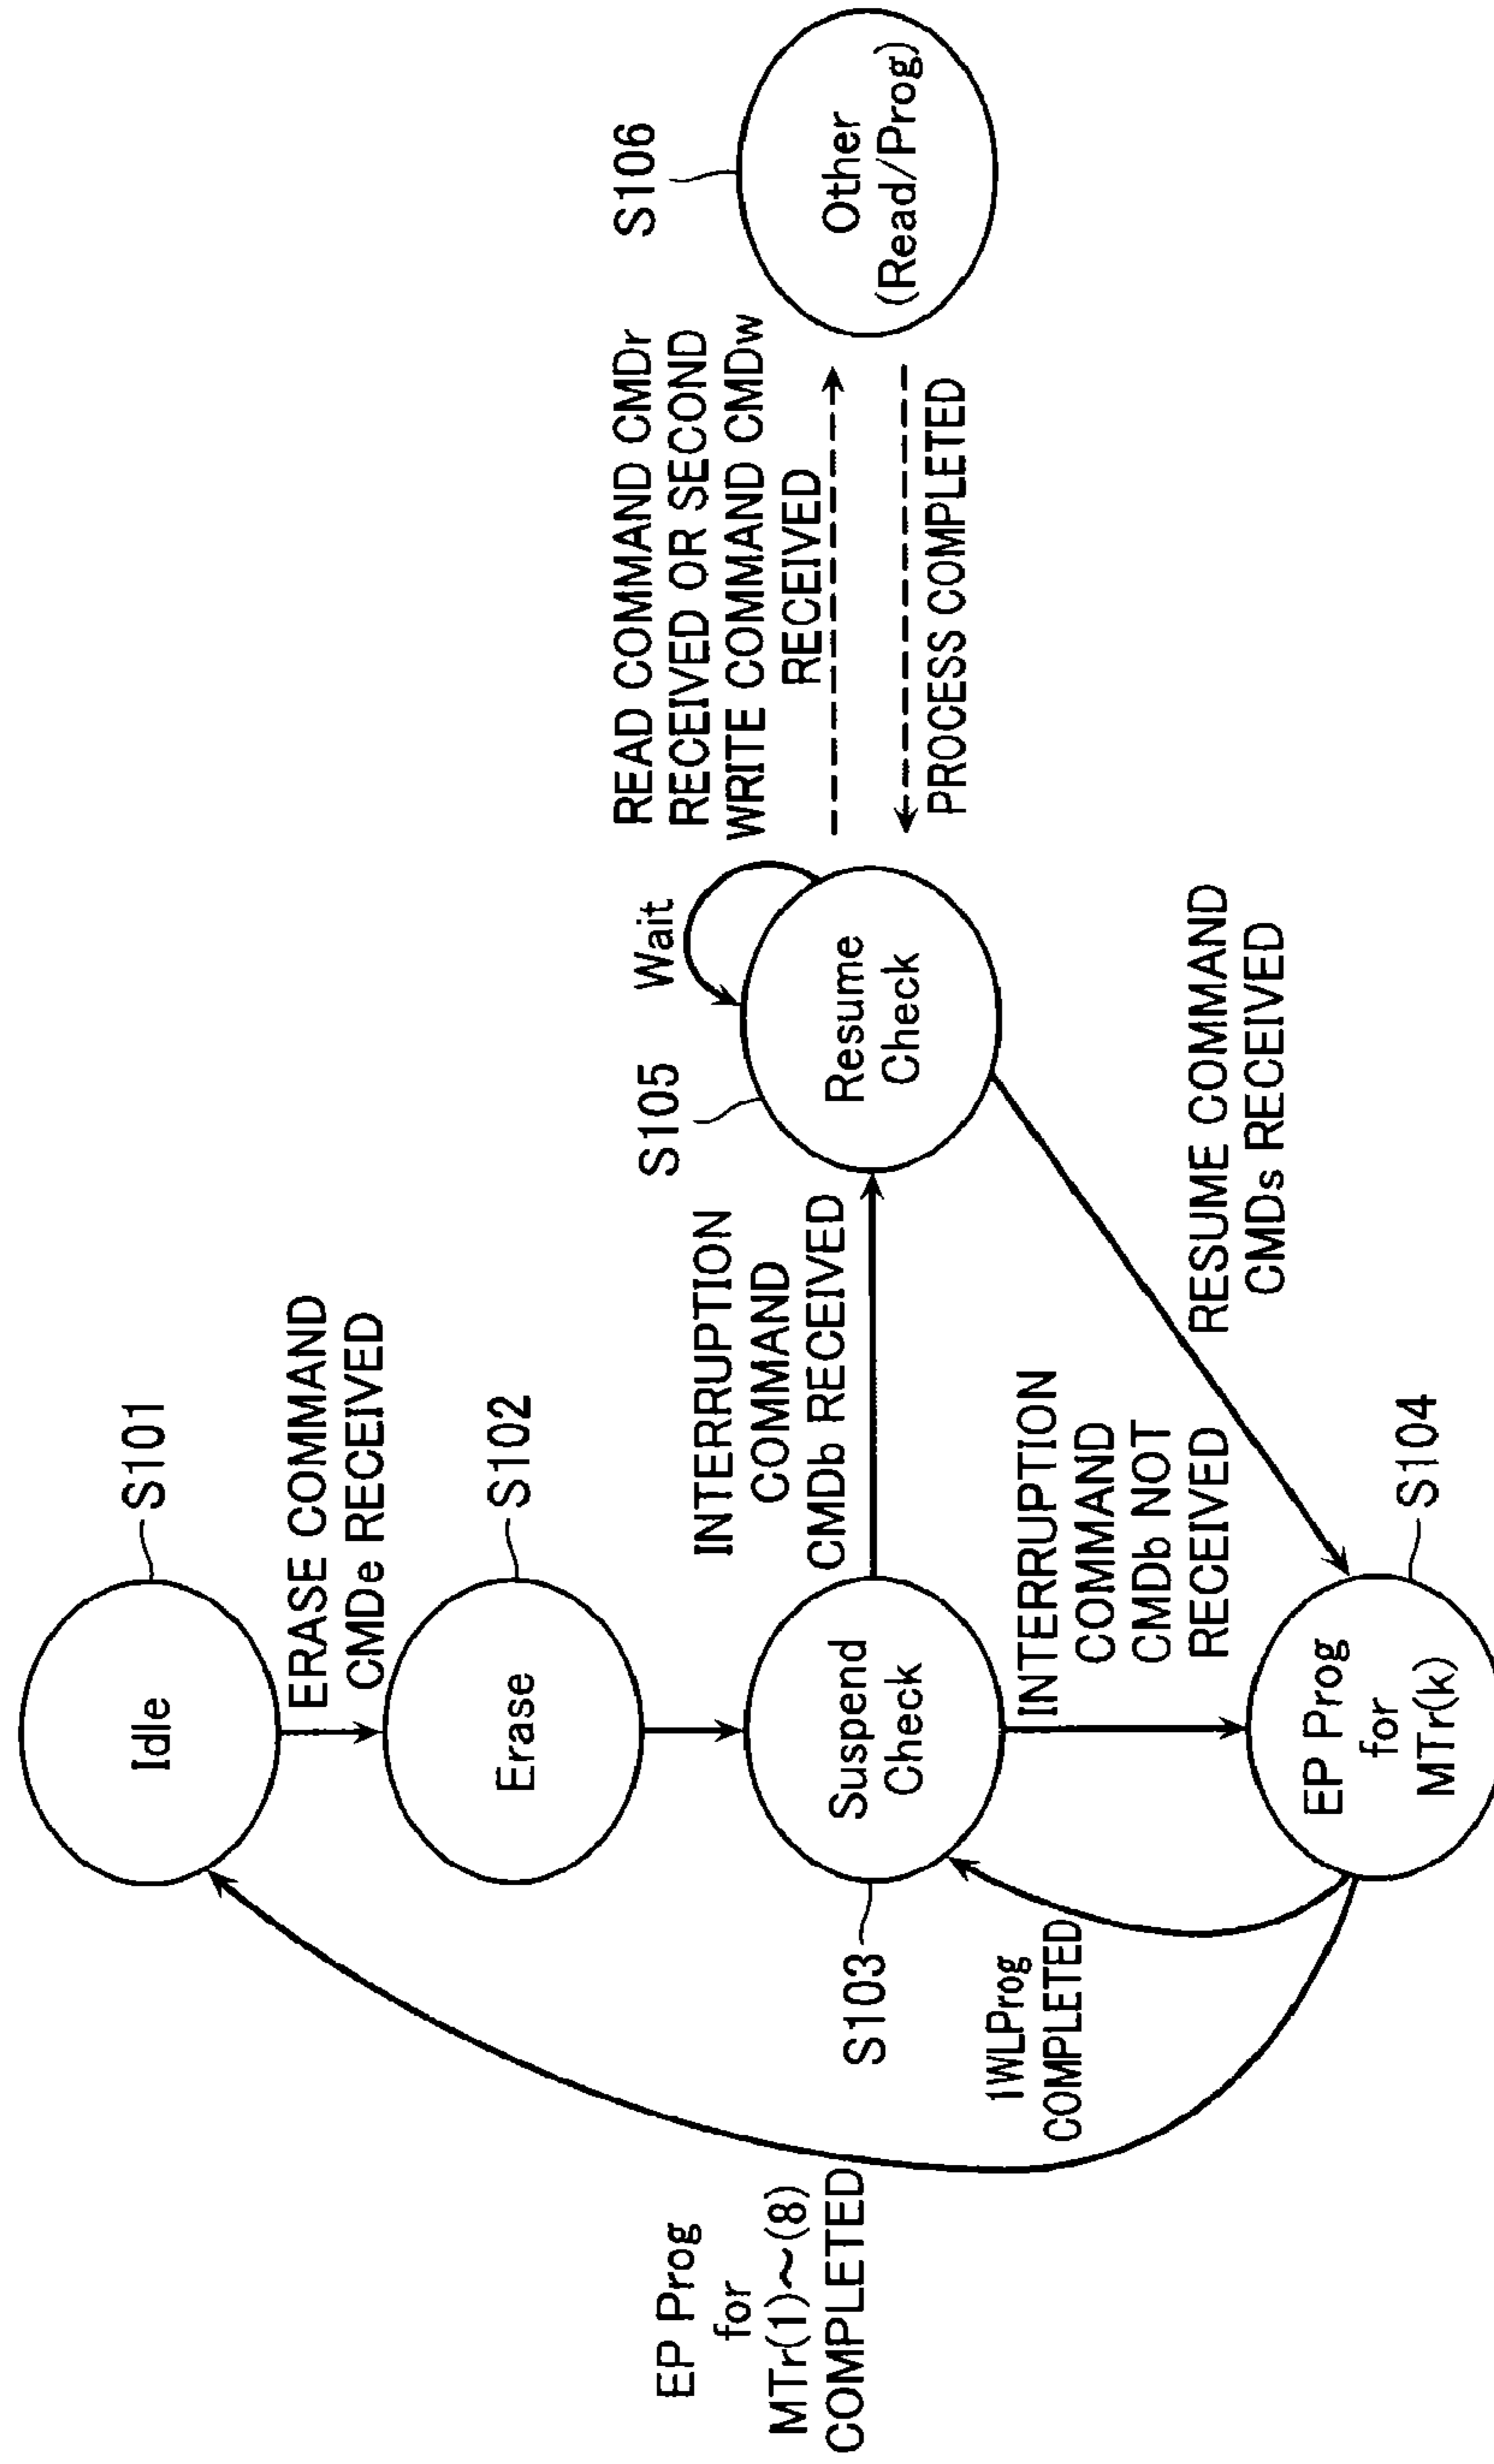 S101
Idle
ERASE COMMAND
CMDe RECEIVED
S102
Erase
EP Prog
for
MTr(1)~(8)
COMPLETED
S103
Suspend
Check
INTERRUPTION
COMMAND
CMDb RECEIVED
S105
Wait
Resume
Check
READ COMMAND CMDr
RECEIVED OR SECOND
WRITE COMMAND CMDw
RECEIVED
PROCESS COMPLETED
S106
Other
(Read/Prog)
1WLProg
COMPLETED
INTERRUPTION
COMMAND
CMDb NOT
RECEIVED
RESUME COMMAND
CMDs RECEIVED
EP Prog
for
MTr(k)
S104